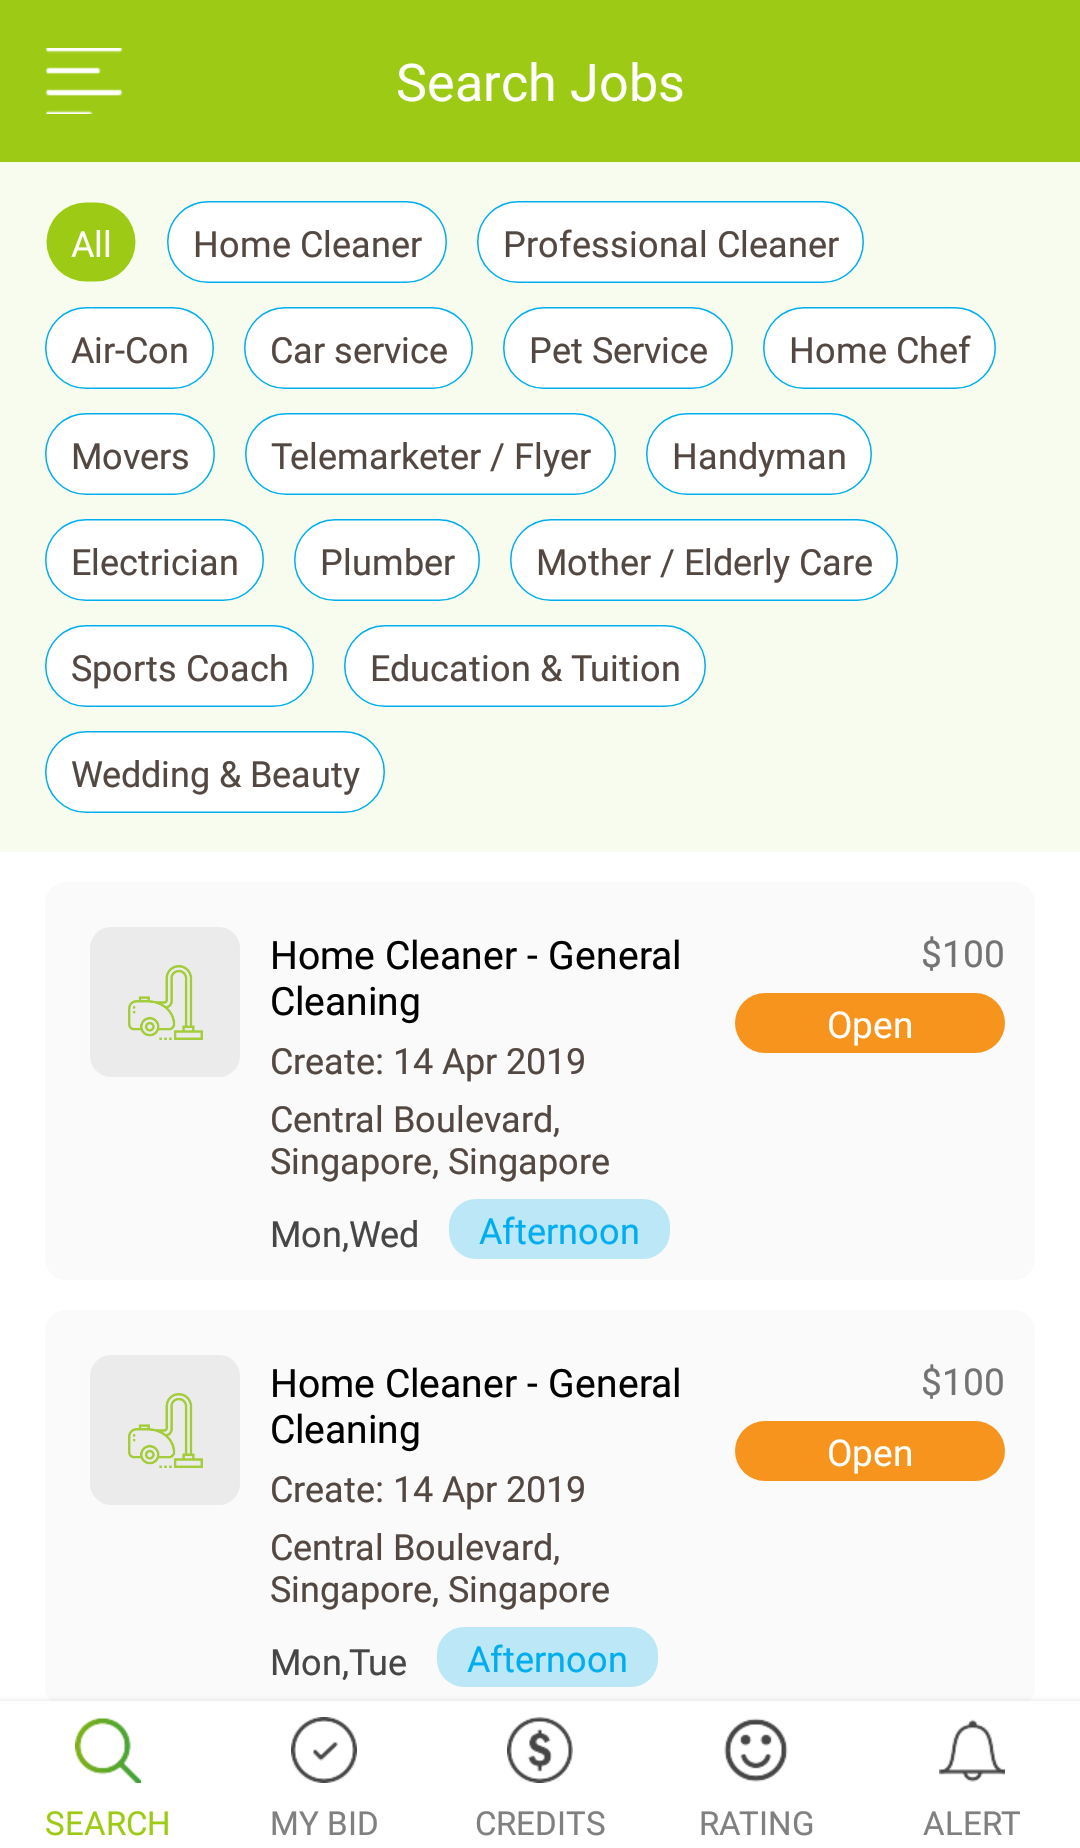 Search Jobs
All Home Cleaner Professional Cleaner
Air-Con Car service Pet Service Home Chef
Movers Telemarketer / Flyer Handyman
Electrician Plumber Mother / Elderly Care
Sports Coach Education & Tuition
Wedding & Beauty
Home Cleaner - General $100
Cleaning
Open
Create: 14 Apr 2019
Central Boulevard,
Singapore, Singapore
Mon,Wed Afternoon
Home Cleaner - General $100
Cleaning
Open
Create: 14 Apr 2019
Central Boulevard,
Singapore, Singapore
Mon,Tue Afternoon
SEARCH MY BID CREDITS RATING ALERT